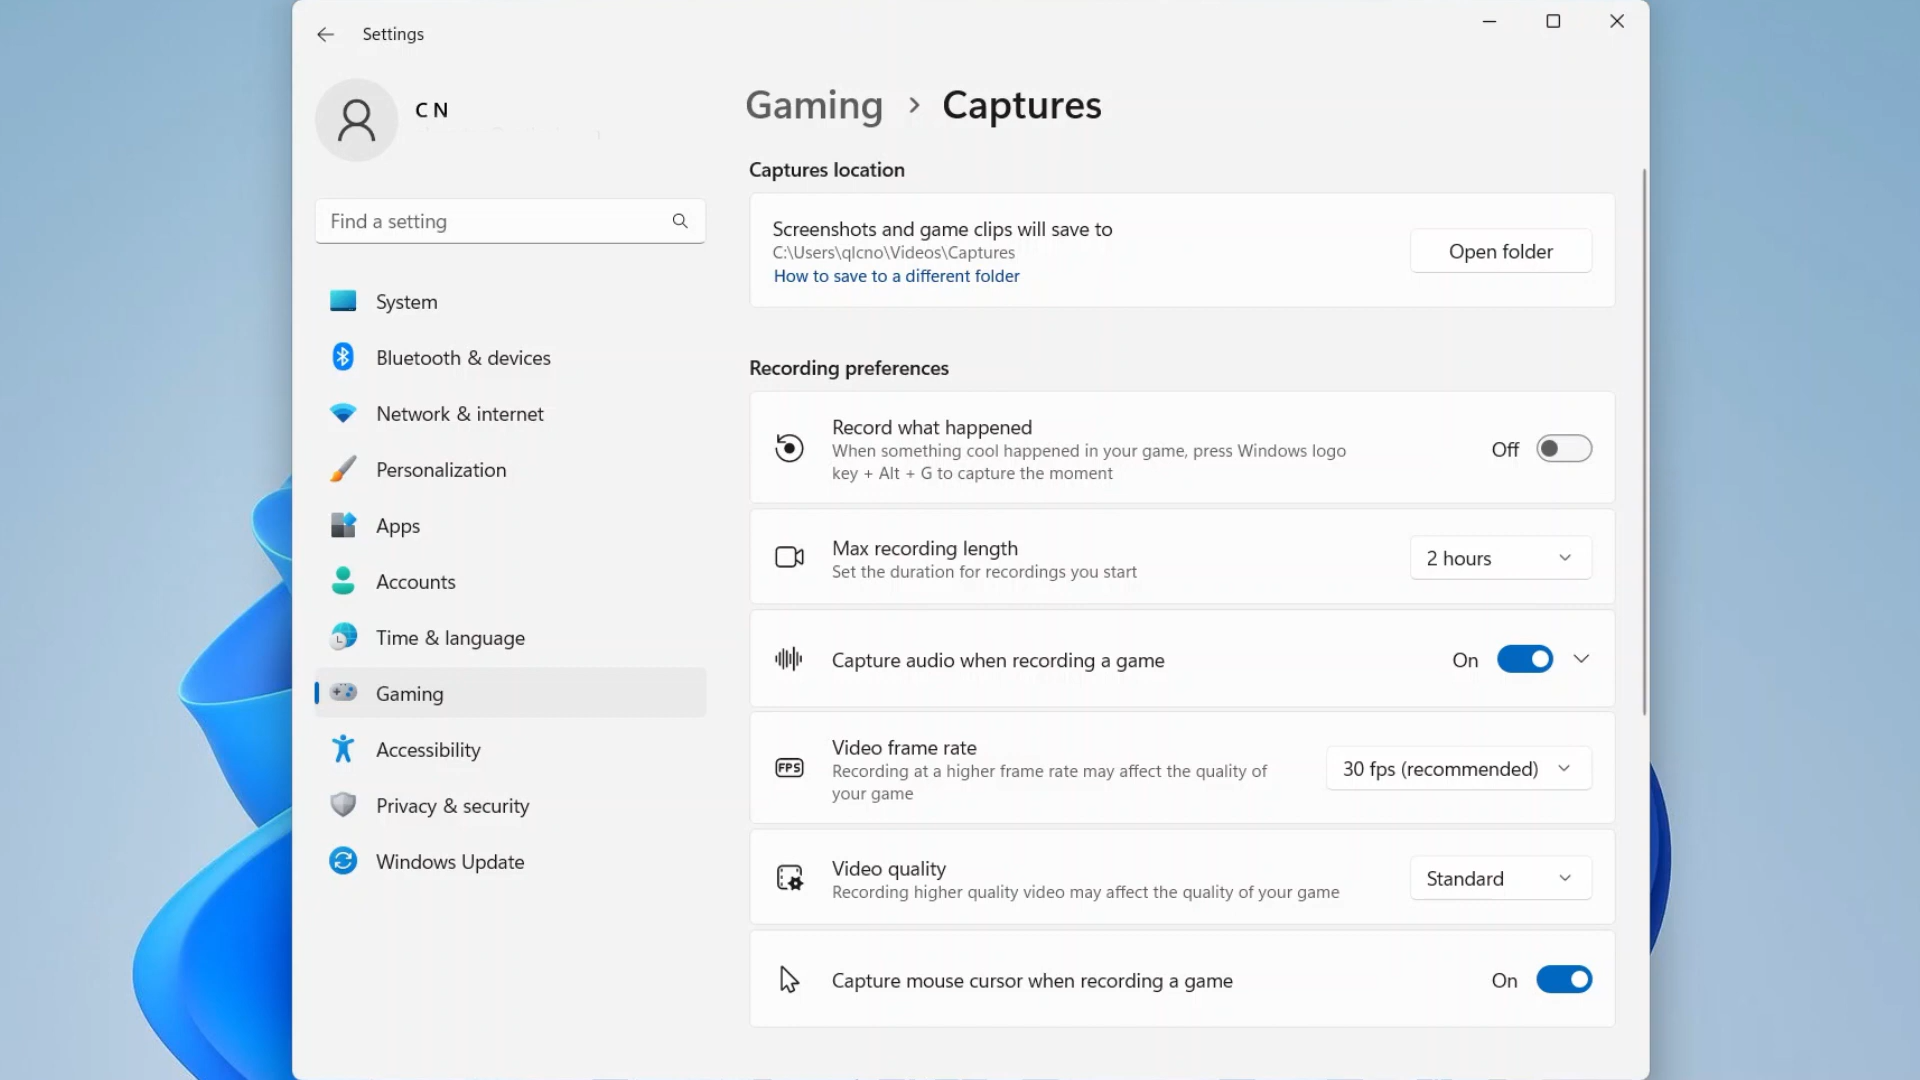 Settings
C N
Find a setting
System
Bluetooth & devices
Network & internet
Personalization
Apps
Accounts
Time & language
Gaming
Accessibility
Privacy & security
Windows Update
Gaming › Captures
Captures location
Screenshots and game clips will save to
C:\Users\qlcno\Videos\Captures
How to save to a different folder
Open folder
Recording preferences
Record what happened
When something cool happened in your game, press Windows logo
key + Alt + G to capture the moment
Off
Max recording length
Set the duration for recordings you start
2 hours
Capture audio when recording a game
On
FPS
Video frame rate
Recording at a higher frame rate may affect the quality of
your game
30 fps (recommended)
Video quality
Recording higher quality video may affect the quality of your game
Standard
Capture mouse cursor when recording a game
On